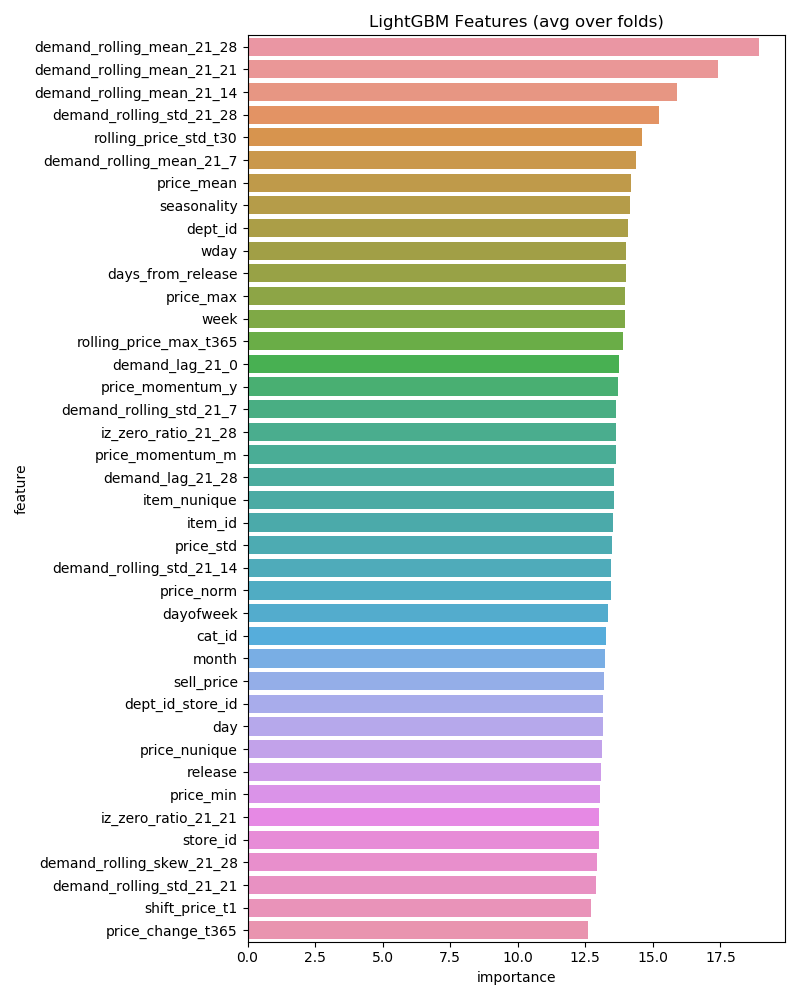 LightGBM Features (avg over folds)
demand_rolling_mean_21_28
demand_rolling_mean_21_21
demand_rolling_mean_21_14
demand_rolling_std_21_28
rolling_price_std_t30
demand_rolling_mean_21_7
price_mean
seasonality
dept_id
wday
days_from_release
price_max
week
rolling_price_max_t365
demand_lag_21_0
price_momentum_y
demand_rolling_std_21_7
iz_zero_ratio_21_28
price_momentum_m
demand_lag_21_28
item_nunique
item_id
price_std
demand_rolling_std_21_14
price_norm
dayofweek
cat_id
month
sell_price
dept_id_store_id
day
price_nunique
release
price_min
iz_zero_ratio_21_21
store_id
demand_rolling_skew_21_28
demand_rolling_std_21_21
shift_price_t1
price_change_t365
feature
0.0 2.5 5.0 7.5 10.0 12.5 15.0 17.5
importance